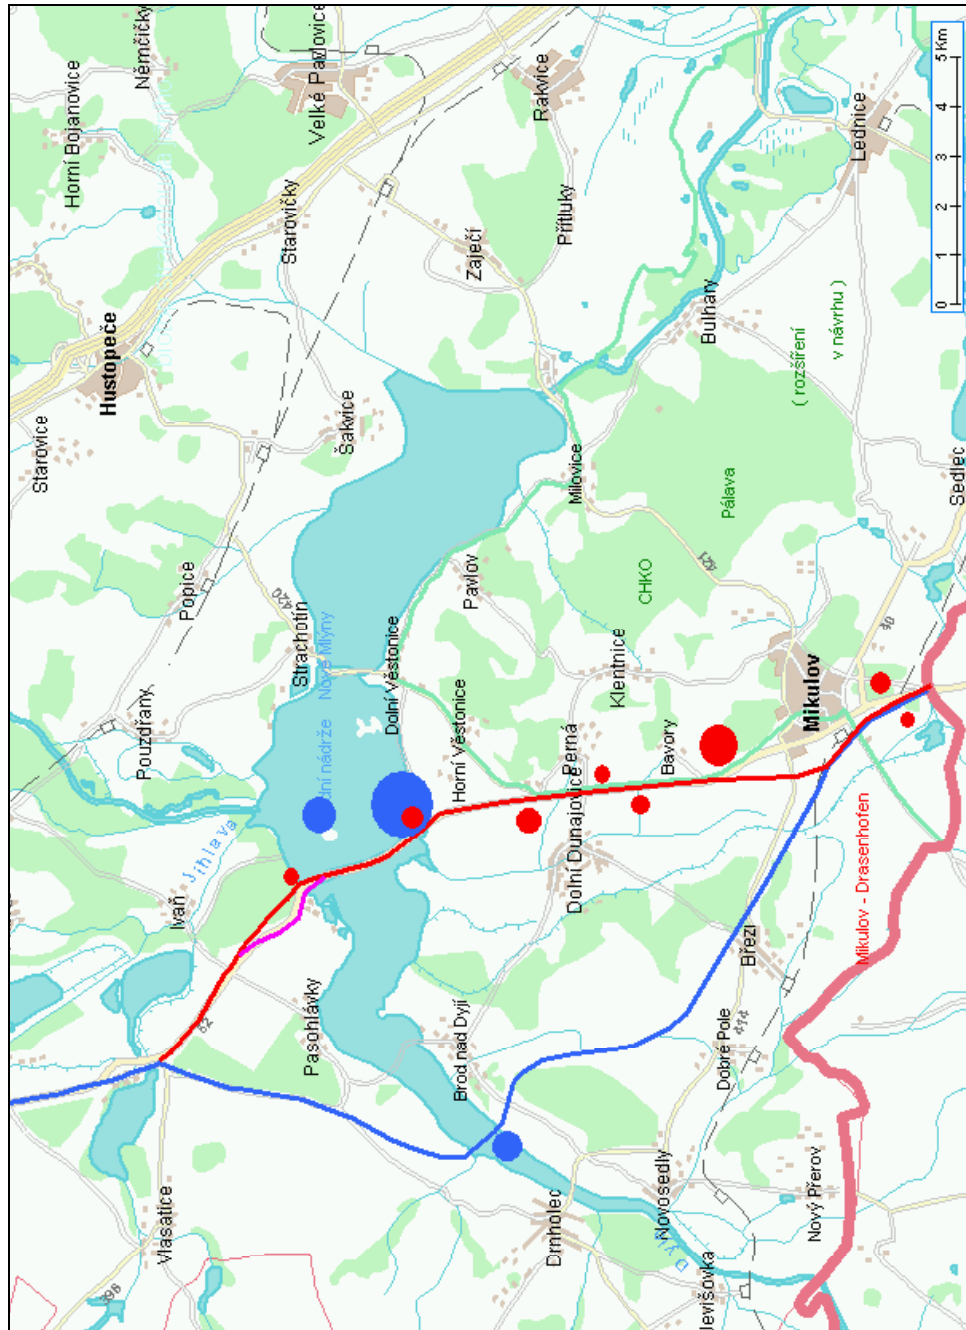 Němčičky
Horní Bojanovice
Velké Pavlovice
Rakvice
Starovičky
Přítluky
Zaječí
Lednice
Bulhary
Hustopeče
Starovice
Šakvice
( rozšíření
v návrhu )
Milovice
Sedlec
Pálava
CHKO
421
Popice
420
Strachotín
Nové Mlýny
nádrže
Dolní Věstonice
Pavlov
Pouzdřany
Horní Věstonice
Klentnice
Perná
Bavory
Mikulov
40
Jihlava
Ivaň
Dolní Dunajovice
Mikulov - Drasenhofen
Březí
Pasohlávky
52
Brod nad Dyjí
Dobré Pole
414
Vlasatice
398
Drnholec
Novosedly
Nový Přerov
Jevišovka
0 1 2 3 4 5 Km